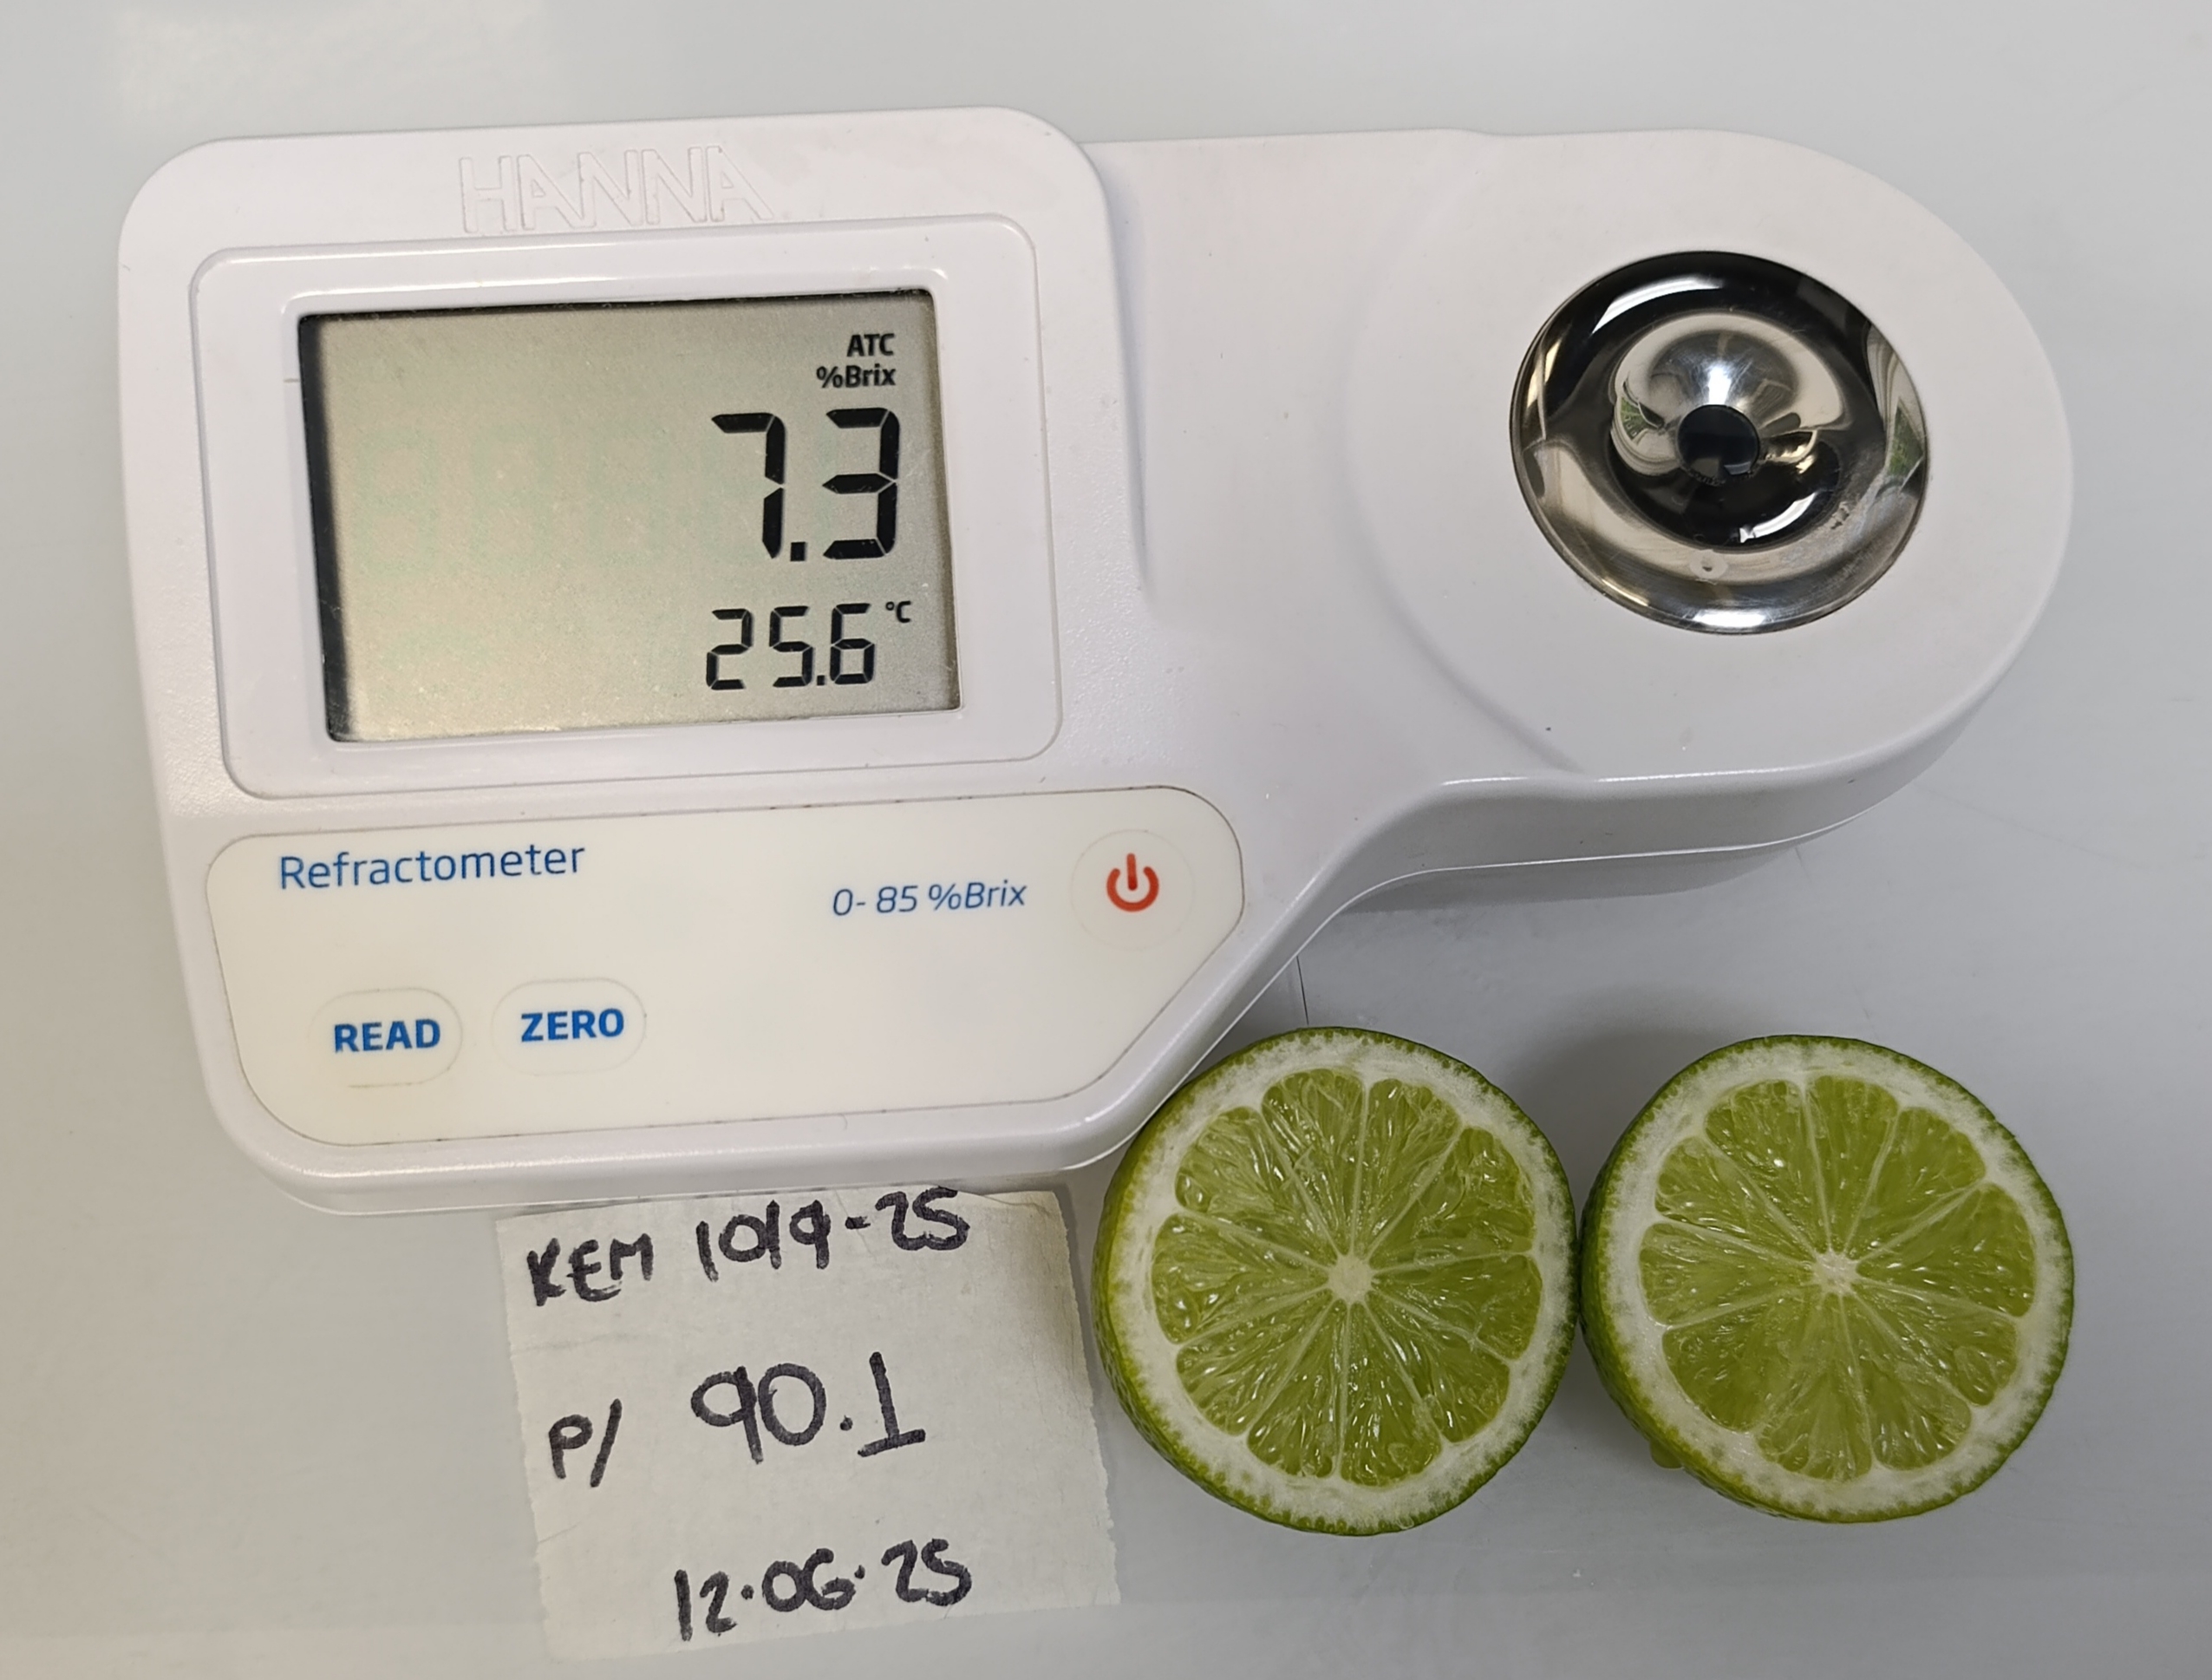 HANNA
ATC
%Brix
7.3
25.6 °C
Refractometer
0- 85 %Brix
READ
ZERO
KEM 1019-25
P/ 90.1
12.06.25